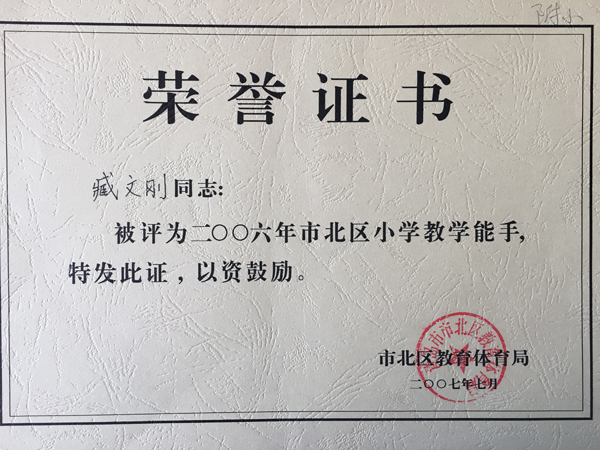 附小
荣誉证书
臧文刚同志:
被评为二〇〇六年市北区小学教学能手,
特发此证,以资鼓励。
市北区教育体育局
二〇〇七年七月